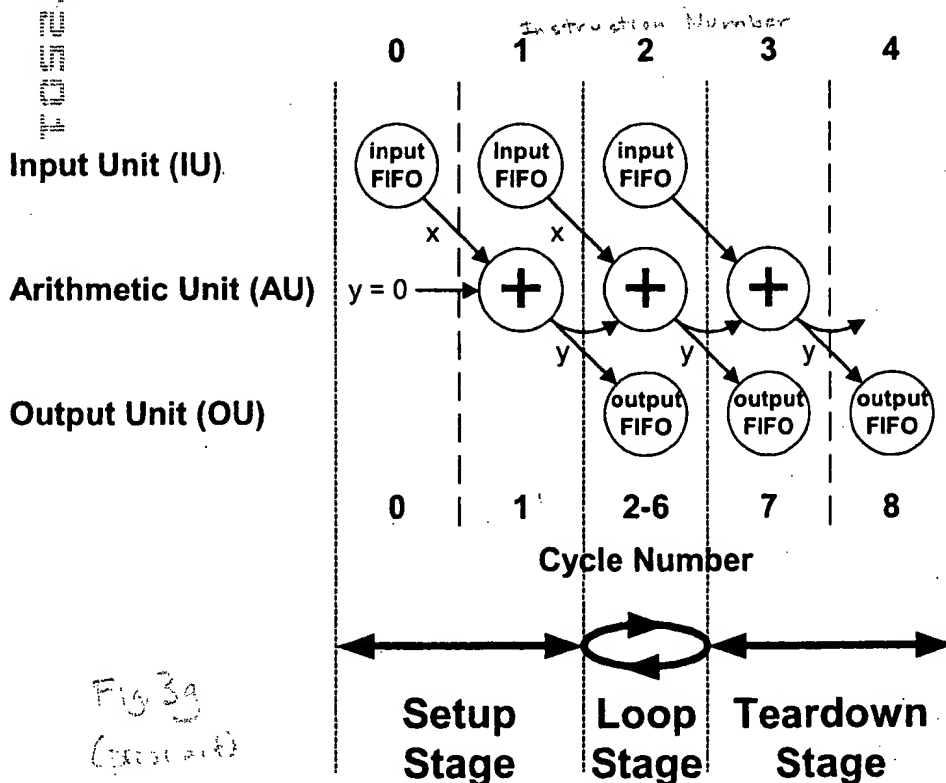 Instruction Number
0 1 2 3 4
Input Unit (IU)
input FIFO input FIFO input FIFO
x x
Arithmetic Unit (AU) y = 0 + + +
y y y
Output Unit (OU)
output FIFO output FIFO output FIFO
0 1 2-6 7 8
Cycle Number
Setup Stage Loop Stage Teardown Stage
Fig. 3g
(prior art)